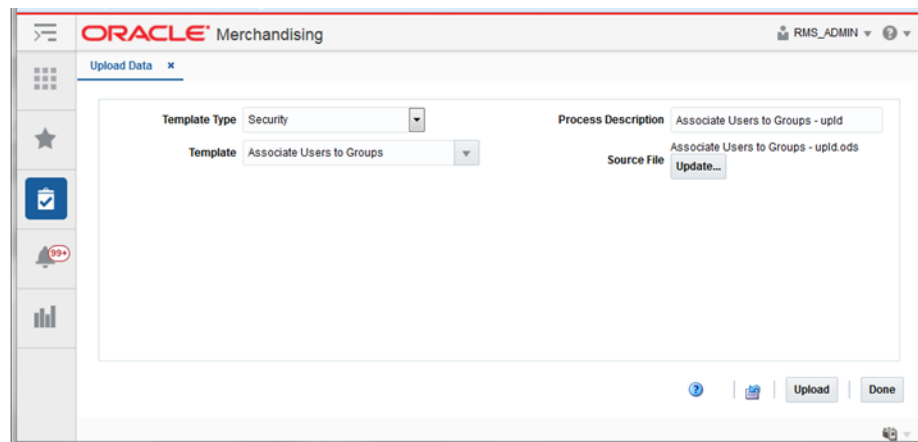 ORACLE® Merchandising
RMS_ADMIN
?
Upload Data x
Template Type Security
Process Description Associate Users to Groups - upld
Template Associate Users to Groups
Source File Associate Users to Groups - upld.ods
Update...
99+
?
Upload
Done